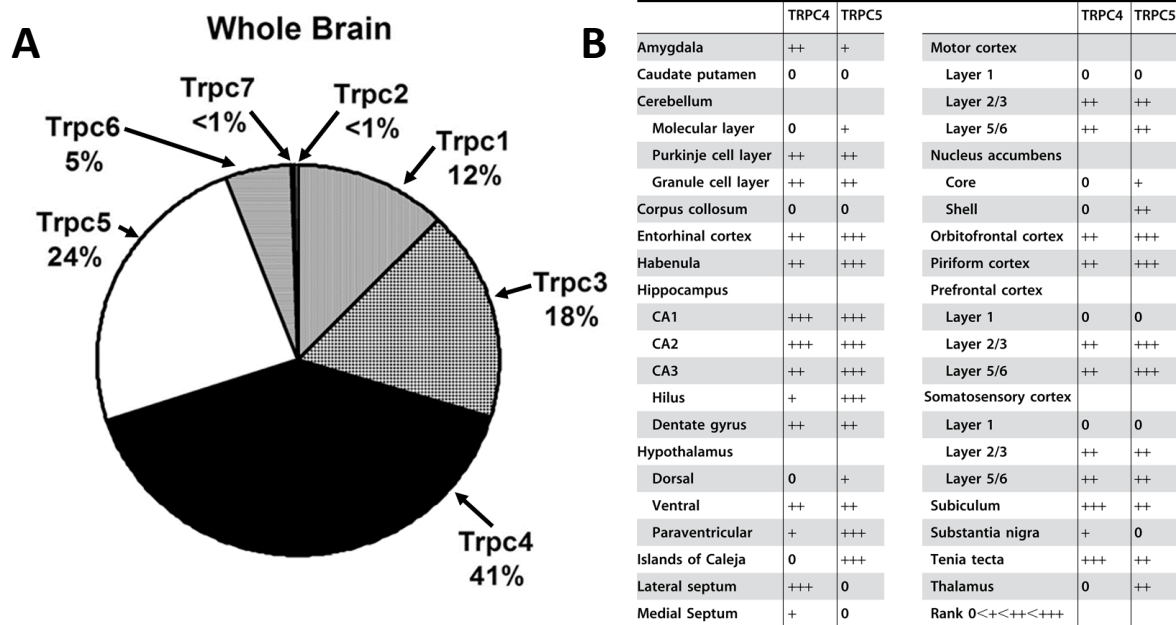 A
Whole Brain
Trpc7
<1%
Trpc2
<1%
Trpc6
5%
Trpc1
12%
Trpc5
24%
Trpc3
18%
Trpc4
41%
B
TRPC4 TRPC5
Amygdala ++ +
Caudate putamen 0 0
Cerebellum
Molecular layer 0 +
Purkinje cell layer ++ ++
Granule cell layer ++ ++
Corpus collosum 0 0
Entorhinal cortex ++ +++
Habenula ++ +++
Hippocampus
CA1 +++ +++
CA2 +++ +++
CA3 ++ +++
Hilus + +++
Dentate gyrus ++ ++
Hypothalamus
Dorsal 0 +
Ventral ++ ++
Paraventricular + +++
Islands of Caleja 0 +++
Lateral septum +++ 0
Medial Septum + 0
TRPC4 TRPC5
Motor cortex
Layer 1 0 0
Layer 2/3 ++ ++
Layer 5/6 ++ ++
Nucleus accumbens
Core 0 +
Shell 0 ++
Orbitofrontal cortex ++ +++
Piriform cortex ++ +++
Prefrontal cortex
Layer 1 0 0
Layer 2/3 ++ +++
Layer 5/6 ++ +++
Somatosensory cortex
Layer 1 0 0
Layer 2/3 ++ ++
Layer 5/6 ++ ++
Subiculum +++ ++
Substantia nigra + 0
Tenia tecta +++ ++
Thalamus 0 ++
Rank 0<+<++<+++